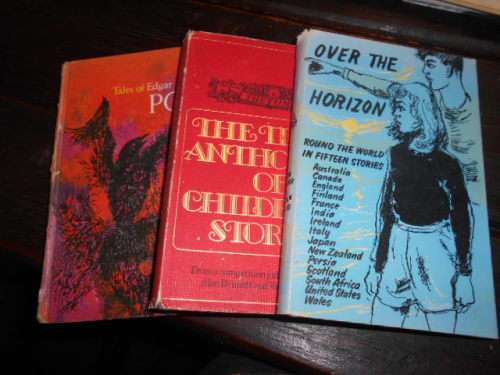 Tales of Edgar
PO
THE TI
ANTHO
OF
CHILD
STOR
OVER THE
HORIZON
ROUND THE WORLD
IN FIFTEEN STORIES
Australia
Canada
England
Finland
France
India
Ireland
Italy
Japan
New Zealand
Persia
Scotland
South Africa
United States
Wales